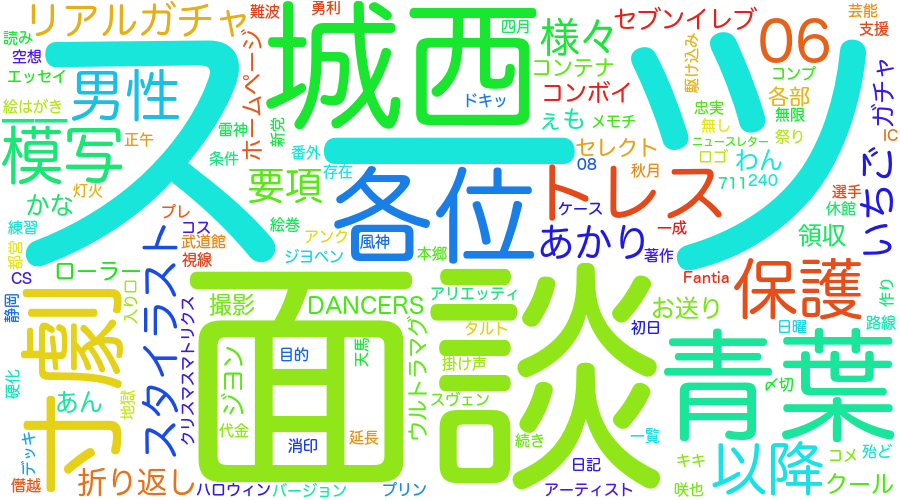 リアルガチャ
難波
勇利
城西
四月
ドキッ
様々
コンテナ
コンボイ
えも
メモチ
セブンイレブ
06
芸能
支援
駆け込み
コンプ
各部
無限
祭り
忠実
無し
ニュースレター
ロゴ
わん
ガチャ
IC
いちご
読み
空想
エッセイ
絵はがき
男性
ホームページ
模写
正午
雷神
条件
新党
番外
存在
灯火
要項
かな
練習
都宮
CS
プレ
コス
武道館
視線
絵巻
アンク
ジヨペン
スーツ
各位
風神
本郷
トレス
ケース
セレクト
08
秋月
711
240
選手
休館
一成
あかり
著作
領収
Fantia
保護
作り
路線
日曜
ローラー
静岡
寸劇
入り口
スタイラスト
クリスマスマトリクス
撮影
DANCERS
アリエッティ
タルト
お送り
初日
面談
目的
天馬
ウルトラマグ
掛け声
スヴェン
ジヨン
代金
消印
延長
続き
日記
一覧
青葉
〆切
硬化
あん
地獄
デッキ
僭越
折り返し
ハロウィン
バージョン
プリン
アーティスト
キキ
咲也
以降
コメ
殆ど
クール